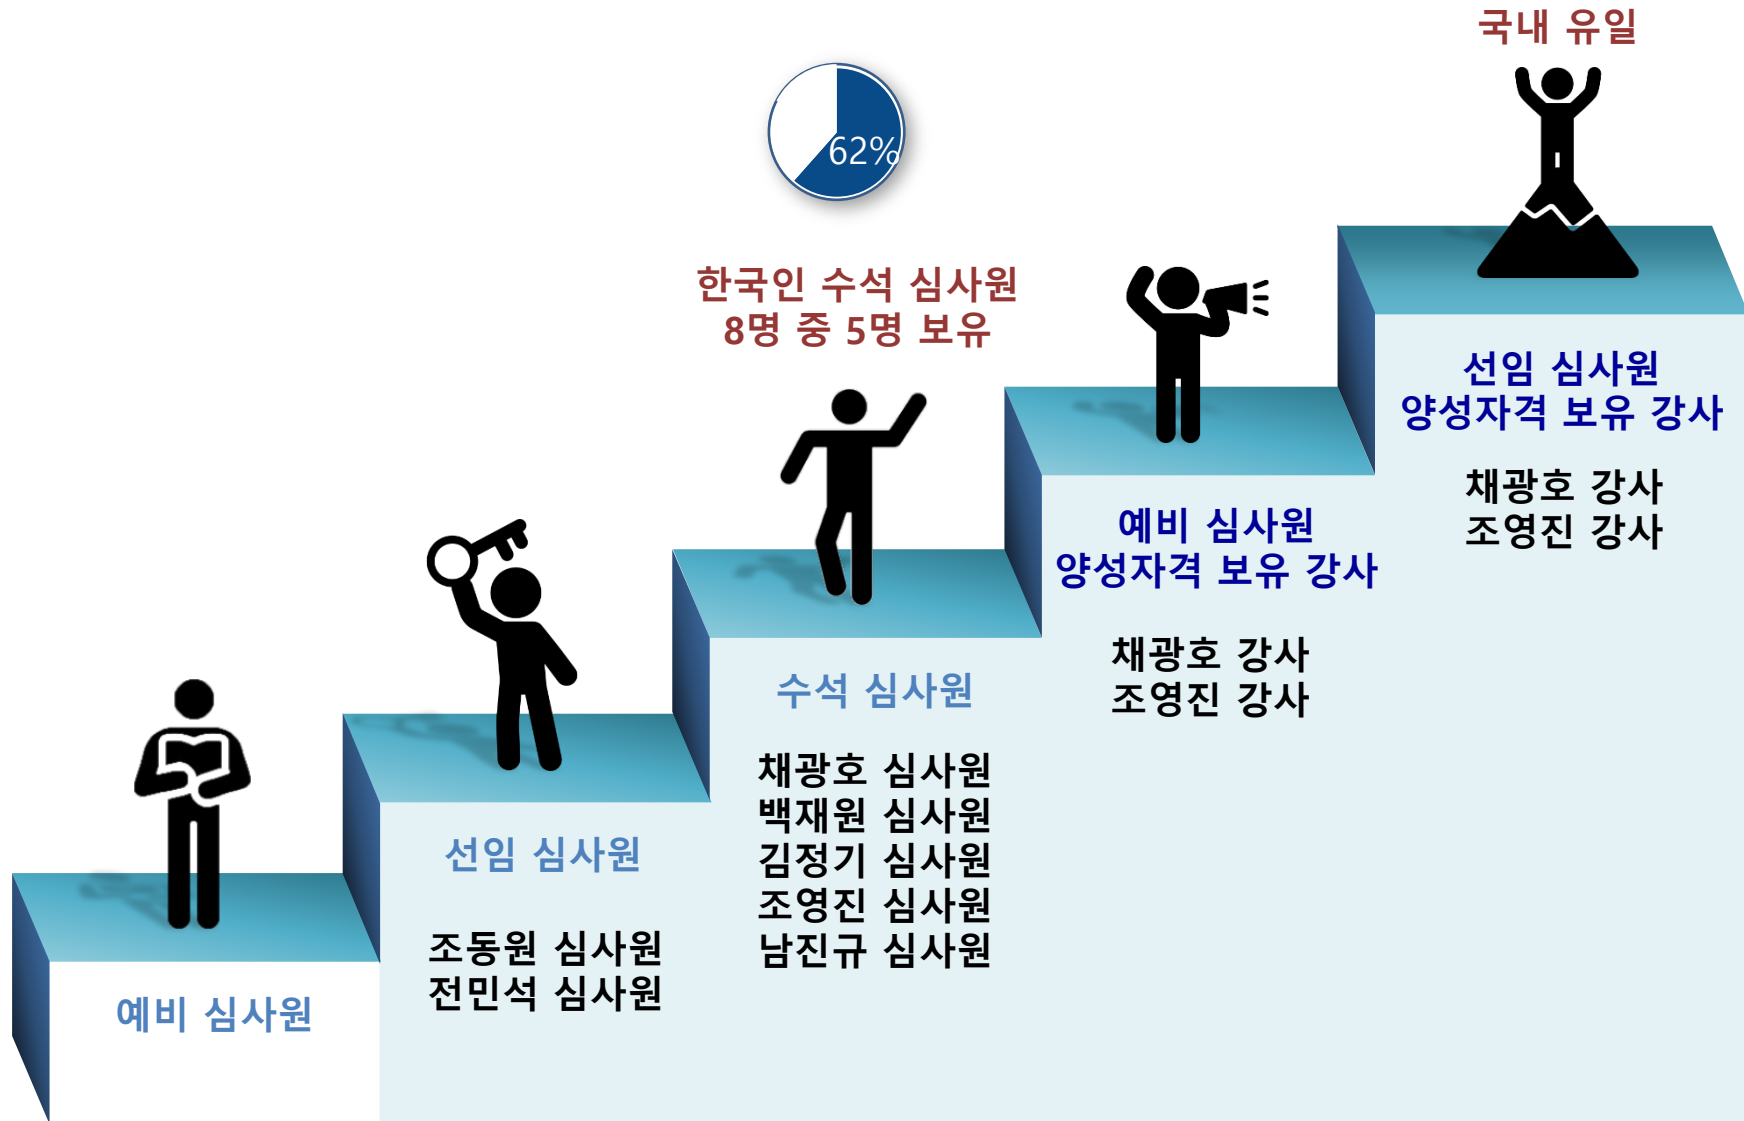 국내 유일
62%
한국인 수석 심사원
8명 중 5명 보유
선임 심사원
양성자격 보유 강사
채광호 강사
조영진 강사
예비 심사원
양성자격 보유 강사
채광호 강사
조영진 강사
수석 심사원
채광호 심사원
백재원 심사원
김정기 심사원
조영진 심사원
남진규 심사원
선임 심사원
조동원 심사원
전민석 심사원
예비 심사원